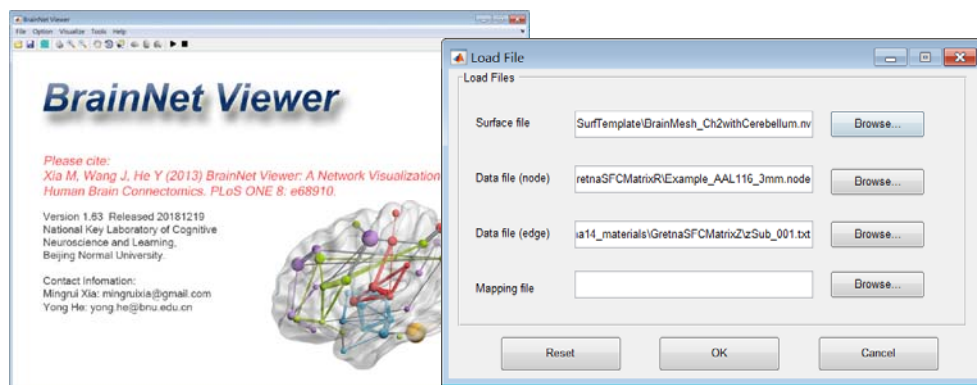 BrainNet Viewer
File Option Visualize Tools Help
BrainNet Viewer
Please cite:
Xia M, Wang J, He Y (2013) BrainNet Viewer: A Network Visualization
Human Brain Connectomics. PLoS ONE 8: e68910.
Version 1.63 Released 20181219
National Key Laboratory of Cognitive
Neuroscience and Learning,
Beijing Normal University.
Contact Infomation:
Mingrui Xia: mingruixia@gmail.com
Yong He: yong.he@bnu.edu.cn
Load File
Load Files
Surface file
SurfTemplate\BrainMesh_Ch2withCerebellum.nv
Browse...
Data file (node)
retnaSFCMatrixR\Example_AAL116_3mm.node
Browse...
Data file (edge)
a14_materials\GretnaSFCMatrixZ\zSub_001.txt
Browse...
Mapping file
Browse...
Reset
OK
Cancel